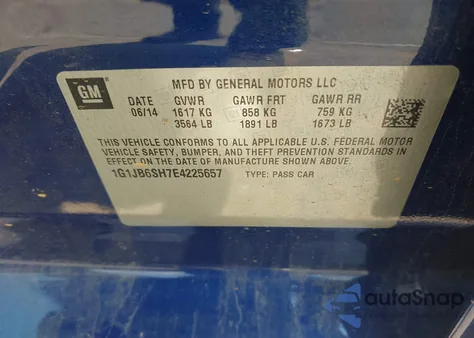 GM
MFD BY GENERAL MOTORS LLC
DATE GVWR GAWR FRT GAWR RR
06/14 1617 KG 858 KG 759 KG
3564 LB 1891 LB 1673 LB
THIS VEHICLE CONFORMS TO ALL APPLICABLE U.S. FEDERAL MOTOR
VEHICLE SAFETY, BUMPER, AND THEFT PREVENTION STANDARDS
IN EFFECT ON THE DATE OF MANUFACTURE SHOWN ABOVE.
1G1JB6SH7E4225657 TYPE: PASS CAR
autoSnap